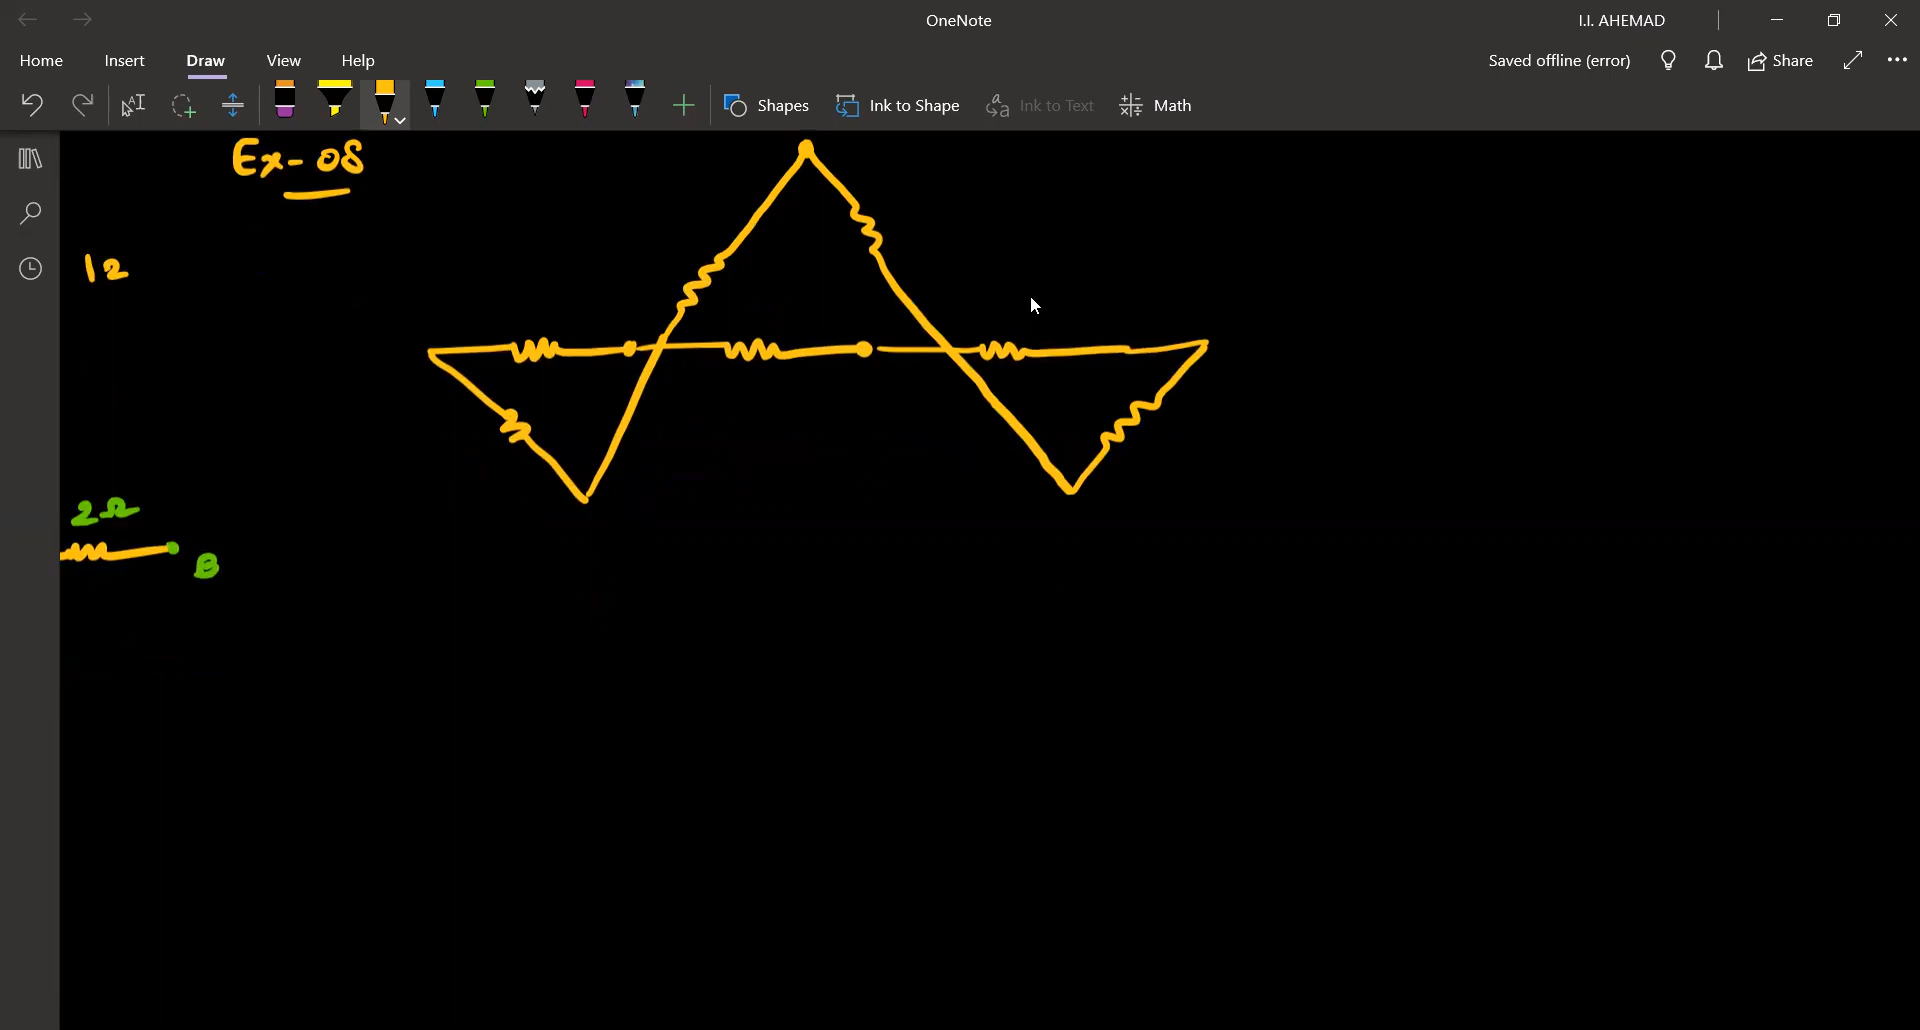 OneNote
I.I. AHEMAD
Home Insert Draw View Help
Saved offline (error)
Share
Shapes
Ink to Shape
Ink to Text
Math
Ex-08
12
2Ω
B